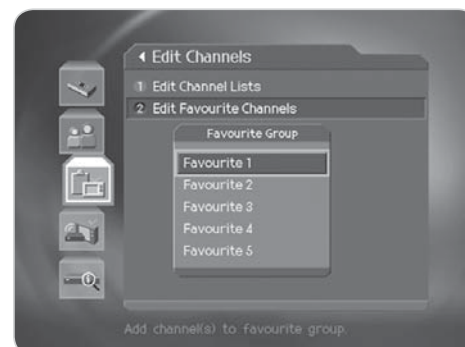 Edit Channels
1 Edit Channel Lists
2 Edit Favourite Channels
Favourite Group
Favourite 1
Favourite 2
Favourite 3
Favourite 4
Favourite 5
Add channel(s) to favourite group.